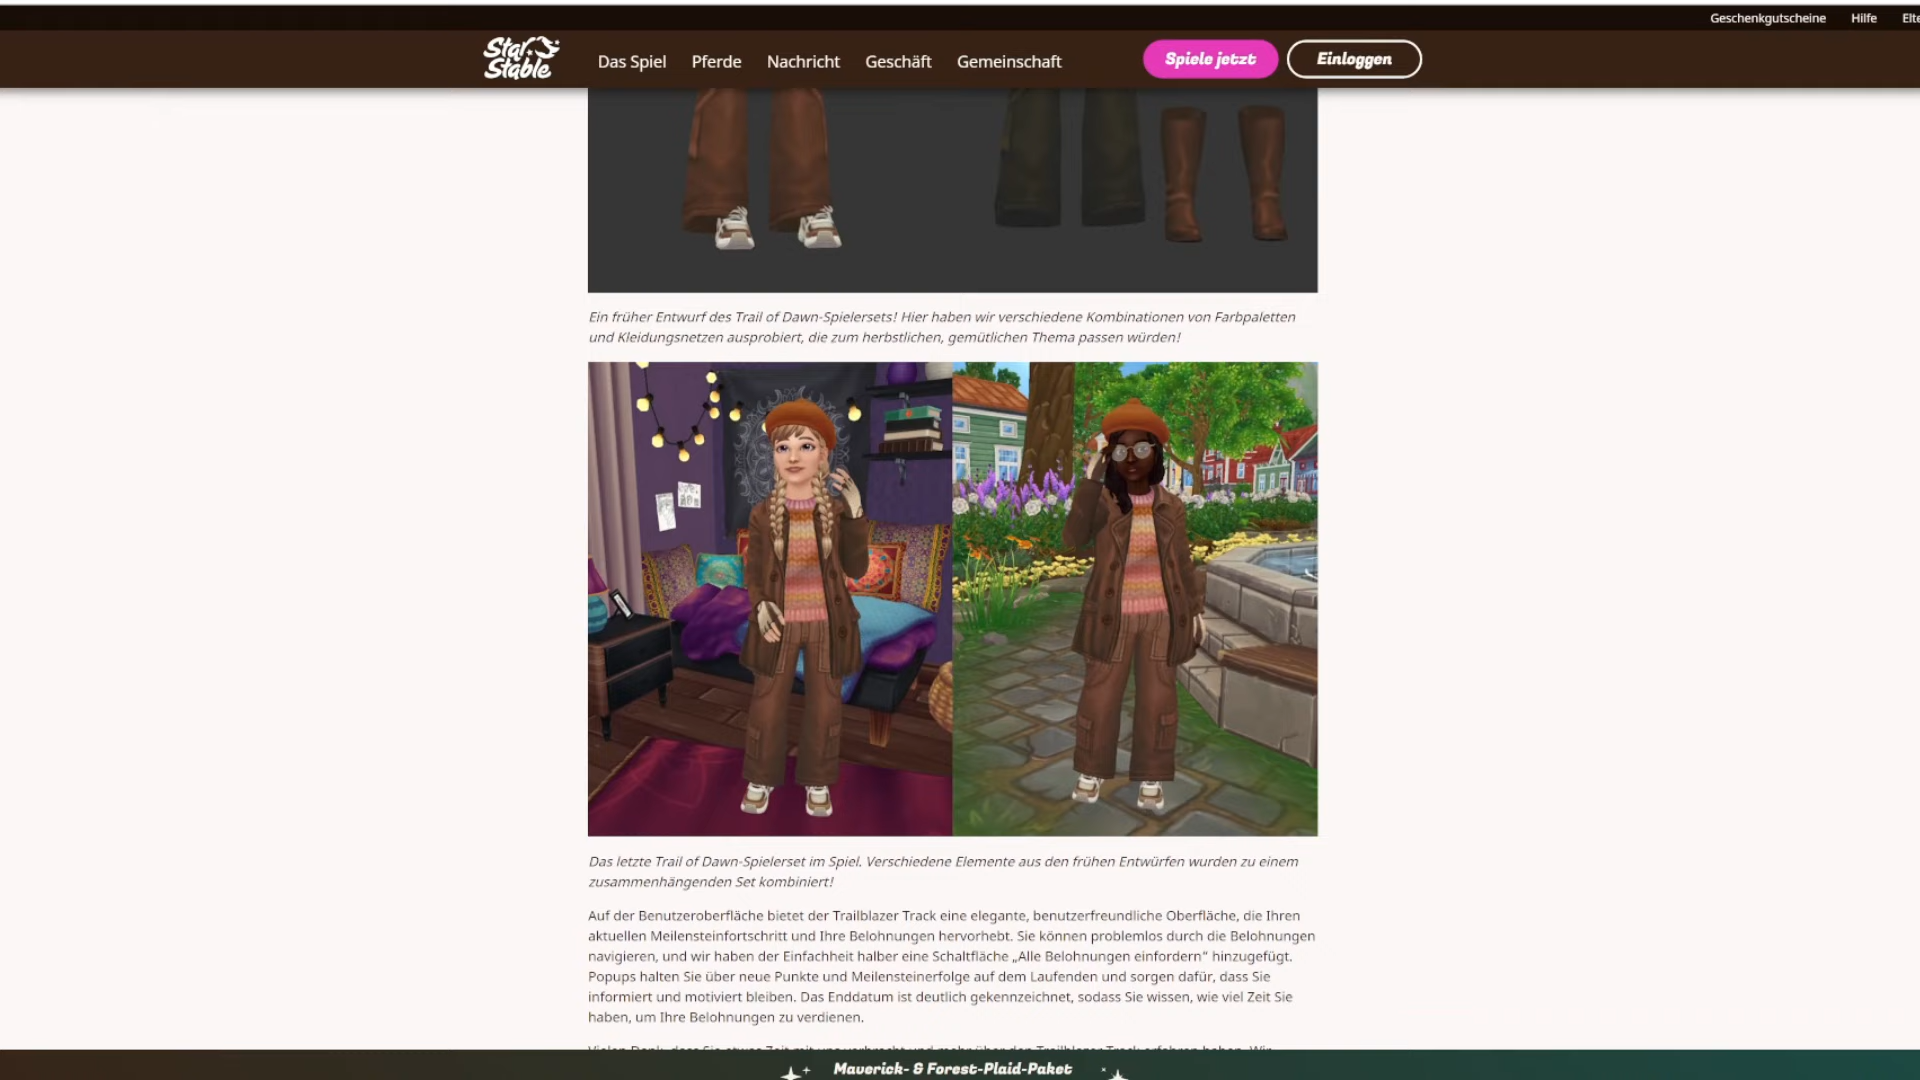 Geschenkgutscheine Hilfe
Star Stable
Das Spiel Pferde Nachricht Geschäft Gemeinschaft Spiele jetzt Einloggen
Ein früher Entwurf des Trail of Dawn-Spielersets! Hier haben wir verschiedene Kombinationen von Farbpaletten
und Kleidungsnetzen ausprobiert, die zum herbstlichen, gemütlichen Thema passen würden!
Das letzte Trail of Dawn-Spielerset im Spiel. Verschiedene Elemente aus den frühen Entwürfen wurden zu einem
zusammenhängenden Set kombiniert!
Auf der Benutzeroberfläche bietet der Trailblazer Track eine elegante, benutzerfreundliche Oberfläche, die Ihren
aktuellen Meilensteinfortschritt und Ihre Belohnungen hervorhebt. Sie können problemlos durch die Belohnungen
navigieren, und wir haben der Einfachheit halber eine Schaltfläche „Alle Belohnungen einfordern“ hinzugefügt.
Popups halten Sie über neue Punkte und Meilensteinerfolge auf dem Laufenden und sorgen dafür, dass Sie
informiert und motiviert bleiben. Das Enddatum ist deutlich gekennzeichnet, sodass Sie wissen, wie viel Zeit Sie
haben, um Ihre Belohnungen zu verdienen.
Maverick- & Forest-Plaid-Paket